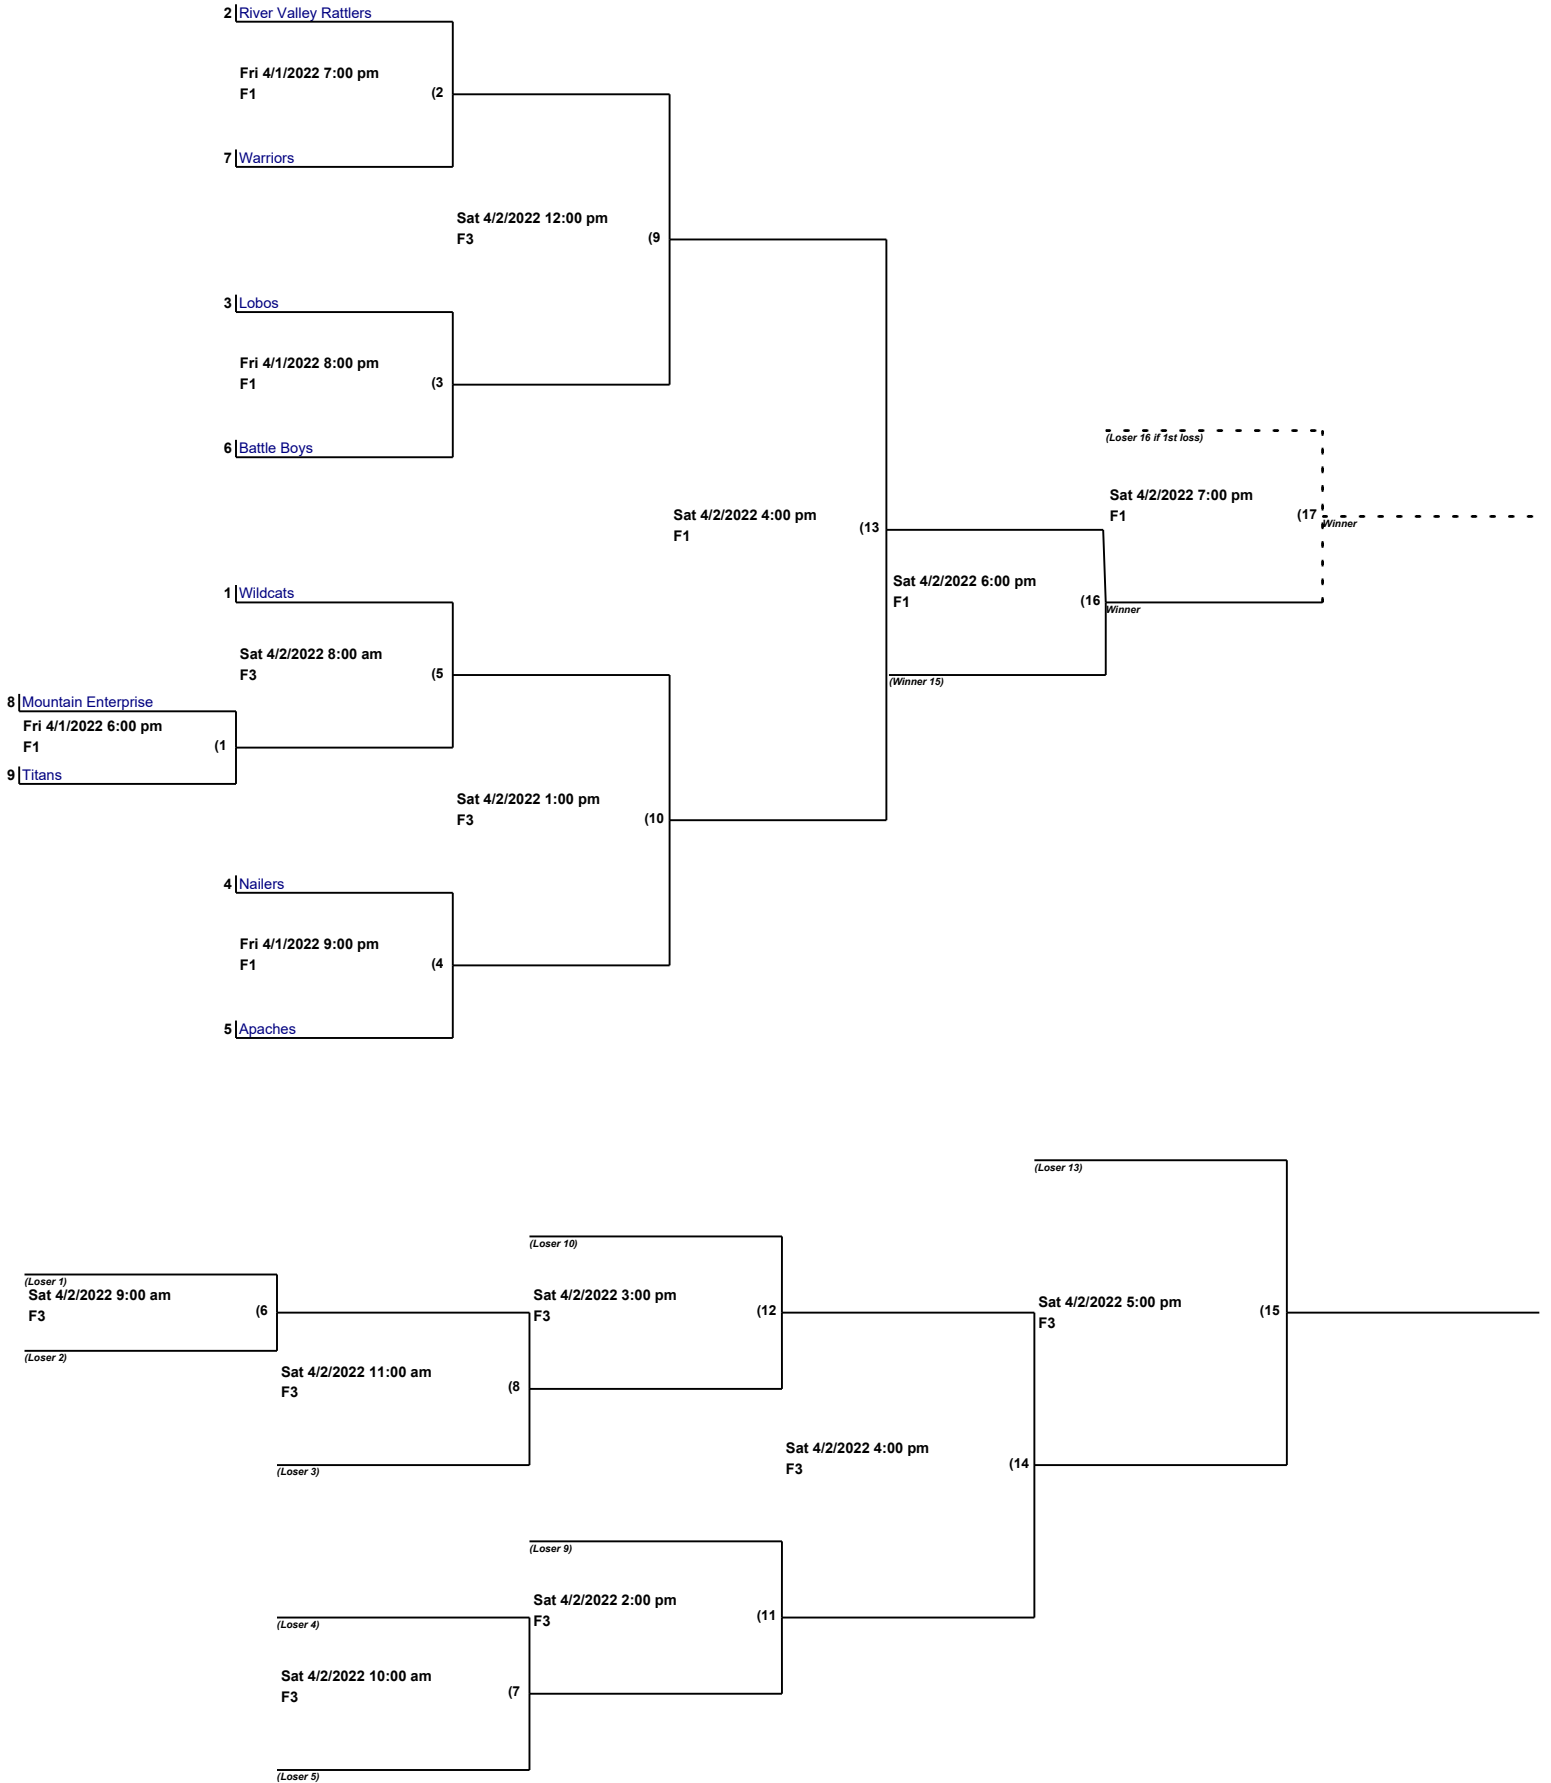 2 River Valley Rattlers
Fri 4/1/2022 7:00 pm
F1 (2
7 Warriors
Sat 4/2/2022 12:00 pm
F3 (9
3 Lobos
Fri 4/1/2022 8:00 pm
F1 (3
6 Battle Boys
(Loser 16 if 1st loss)
Sat 4/2/2022 7:00 pm
F1 (17
Winner
Sat 4/2/2022 4:00 pm
F1 (13
Sat 4/2/2022 6:00 pm
F1 (16
Winner
(Winner 15)
1 Wildcats
Sat 4/2/2022 8:00 am
F3 (5
8 Mountain Enterprise
Fri 4/1/2022 6:00 pm
F1 (1
9 Titans
Sat 4/2/2022 1:00 pm
F3 (10
4 Nailers
Fri 4/1/2022 9:00 pm
F1 (4
5 Apaches
(Loser 13)
(Loser 10)
(Loser 1)
Sat 4/2/2022 9:00 am
F3 (6
(Loser 2)
Sat 4/2/2022 3:00 pm
F3 (12
Sat 4/2/2022 5:00 pm
F3 (15
Sat 4/2/2022 11:00 am
F3 (8
(Loser 3)
Sat 4/2/2022 4:00 pm
F3 (14
(Loser 9)
Sat 4/2/2022 2:00 pm
F3 (11
(Loser 4)
Sat 4/2/2022 10:00 am
F3 (7
(Loser 5)